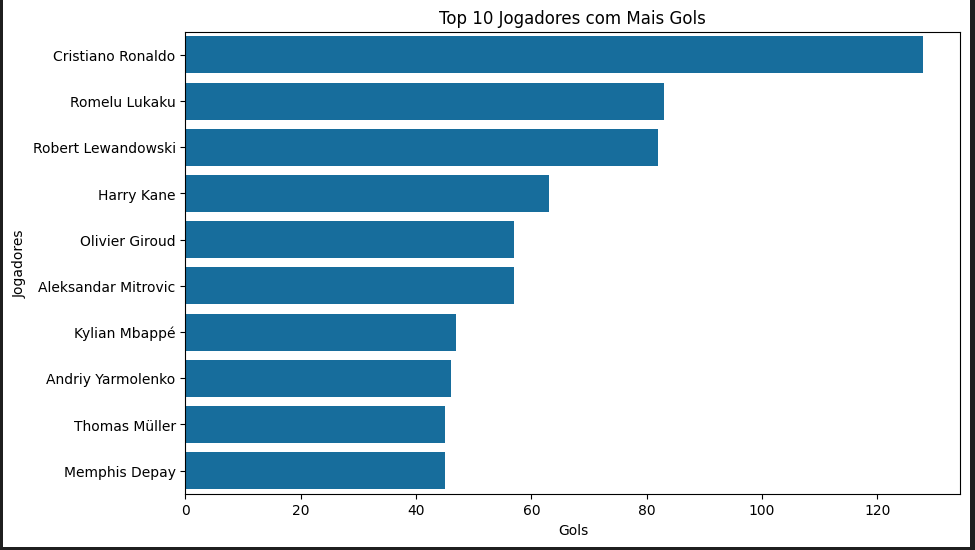 Top 10 Jogadores com Mais Gols
Cristiano Ronaldo
Romelu Lukaku
Robert Lewandowski
Harry Kane
Olivier Giroud
Aleksandar Mitrovic
Kylian Mbappé
Andriy Yarmolenko
Thomas Müller
Memphis Depay
Jogadores
0 20 40 60 80 100 120
Gols